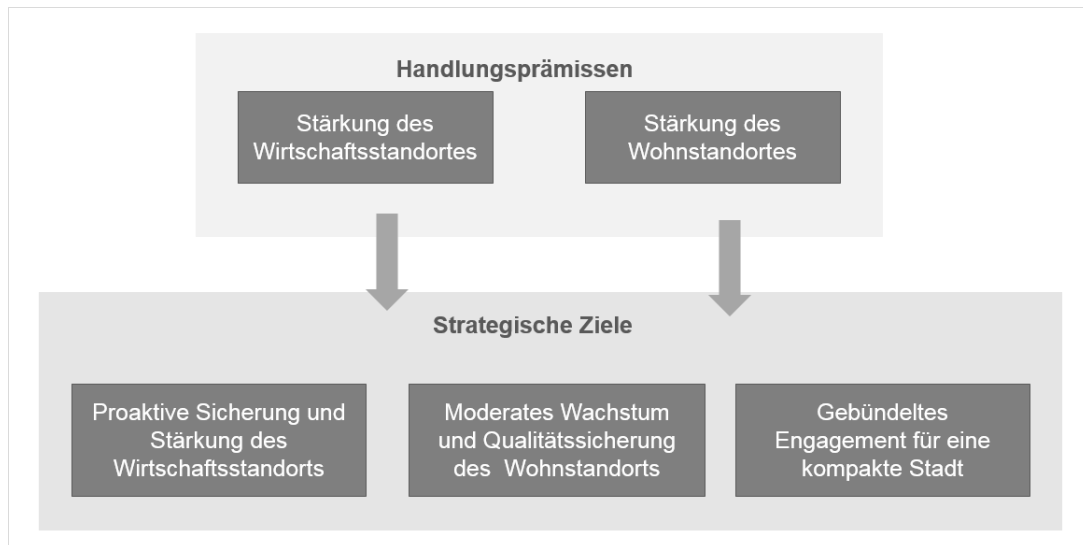 Handlungsprämissen
Stärkung des
Wirtschaftsstandortes
Stärkung des
Wohnstandortes
Strategische Ziele
Proaktive Sicherung und
Stärkung des
Wirtschaftsstandorts
Moderates Wachstum
und Qualitätssicherung
des  Wohnstandorts
Gebündeltes
Engagement für eine
kompakte Stadt